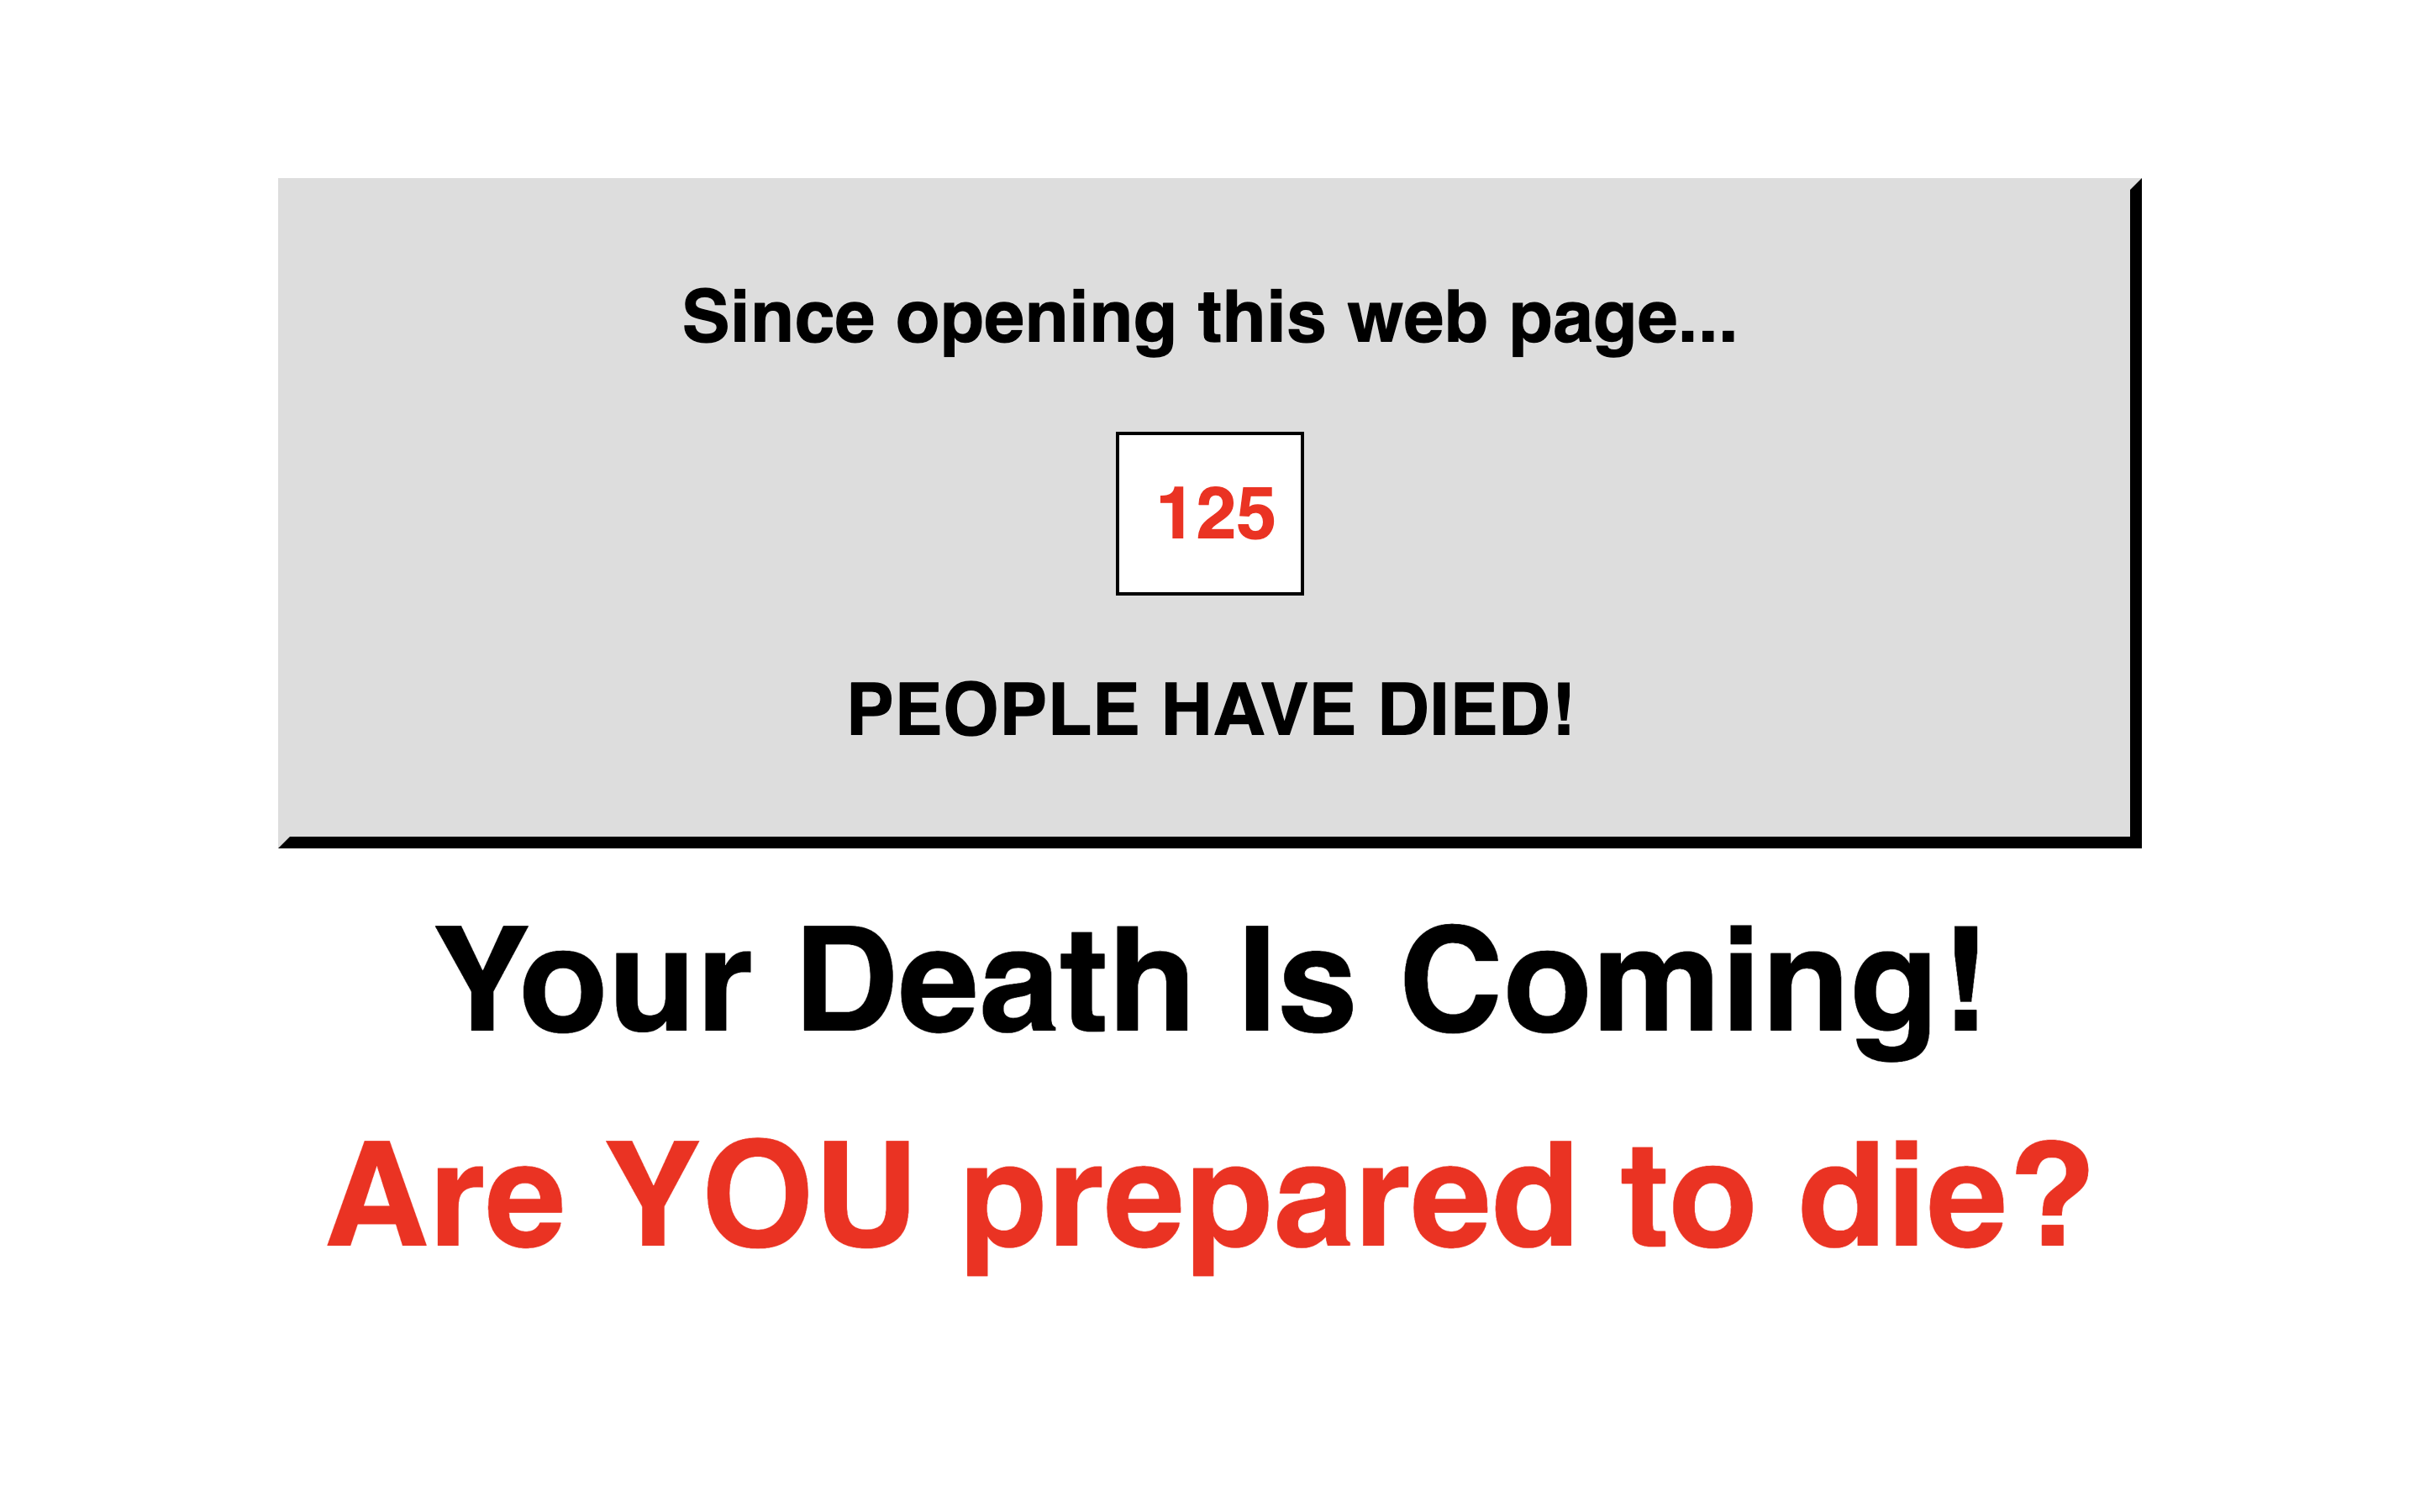 Since opening this web page...
125
PEOPLE HAVE DIED!
Your Death Is Coming!
Are YOU prepared to die?